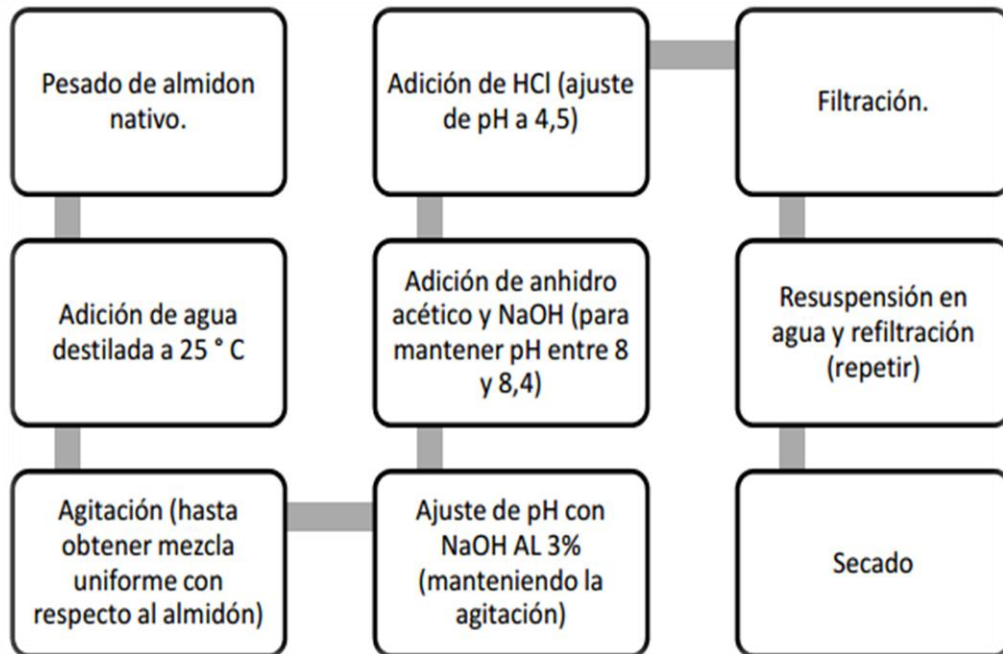 Pesado de almidon
nativo.
Adición de agua
destilada a 25 ° C
Agitación (hasta
obtener mezcla
uniforme con
respecto al almidón)
Ajuste de pH con
NaOH AL 3%
(manteniendo la
agitación)
Adición de anhidro
acético y NaOH (para
mantener pH entre 8
y 8,4)
Adición de HCl (ajuste
de pH a 4,5)
Filtración.
Resuspensión en
agua y refiltración
(repetir)
Secado